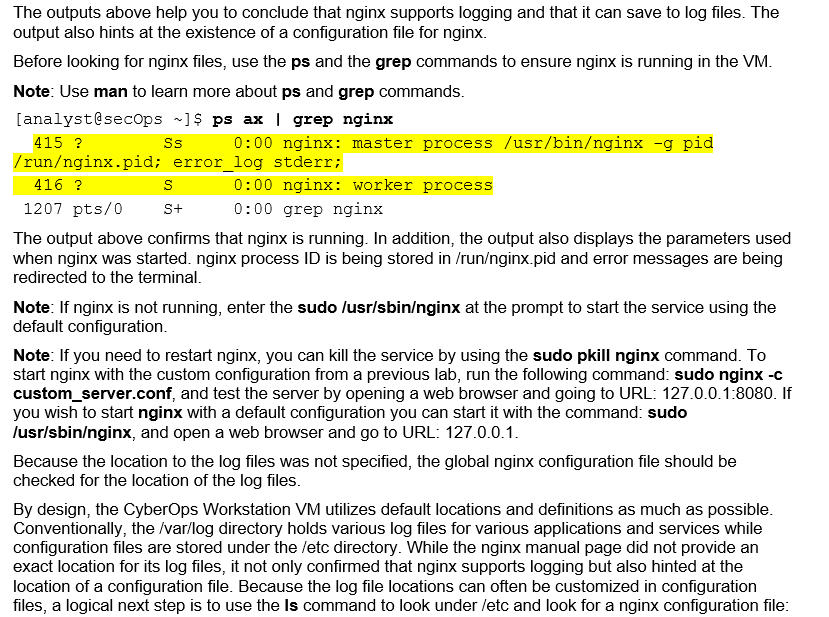 The outputs above help you to conclude that nginx supports logging and that it can save to log files. The
output also hints at the existence of a configuration file for nginx.
Before looking for nginx files, use the ps and the grep commands to ensure nginx is running in the VM.
Note: Use man to learn more about ps and grep commands.
[analyst@secOps ~]$ ps ax | grep nginx
415 ? Ss 0:00 nginx: master process /usr/bin/nginx -g pid
/run/nginx.pid; error_log stderr;
416 ? S 0:00 nginx: worker process
1207 pts/0 S+ 0:00 grep nginx
The output above confirms that nginx is running. In addition, the output also displays the parameters used
when nginx was started. nginx process ID is being stored in /run/nginx.pid and error messages are being
redirected to the terminal.
Note: If nginx is not running, enter the sudo /usr/sbin/nginx at the prompt to start the service using the
default configuration.
Note: If you need to restart nginx, you can kill the service by using the sudo pkill nginx command. To
start nginx with the custom configuration from a previous lab, run the following command: sudo nginx -c
custom_server.conf, and test the server by opening a web browser and going to URL: 127.0.0.1:8080. If
you wish to start nginx with a default configuration you can start it with the command: sudo
/usr/sbin/nginx, and open a web browser and go to URL: 127.0.0.1.
Because the location to the log files was not specified, the global nginx configuration file should be
checked for the location of the log files.
By design, the CyberOps Workstation VM utilizes default locations and definitions as much as possible.
Conventionally, the /var/log directory holds various log files for various applications and services while
configuration files are stored under the /etc directory. While the nginx manual page did not provide an
exact location for its log files, it not only confirmed that nginx supports logging but also hinted at the
location of a configuration file. Because the log file locations can often be customized in configuration
files, a logical next step is to use the ls command to look under /etc and look for a nginx configuration file: